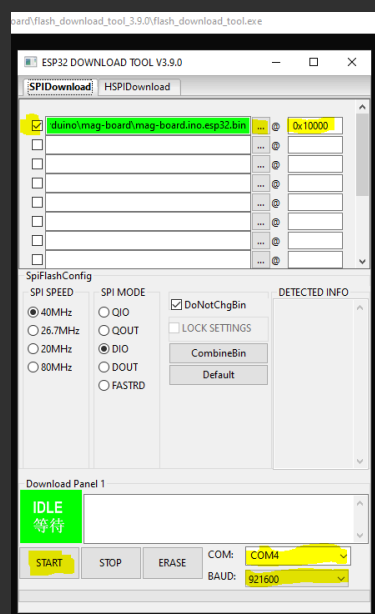 oard\flash_download_tool_3.9.0\flash_download_tool.exe
ESP32 DOWNLOAD TOOL V3.9.0
SPIDownload HSPIDownload
duino\mag-board\mag-board.ino.esp32.bin ... @ 0x10000
... @
... @
... @
... @
... @
... @
... @
SpiFlashConfig
SPI SPEED SPI MODE DETECTED INFO
40MHz QIO DoNotChgBin
26.7MHz QOUT LOCK SETTINGS
20MHz DIO CombineBin
80MHz DOUT Default
FASTRD
Download Panel 1
IDLE
等待
START STOP ERASE COM: COM4
BAUD: 921600